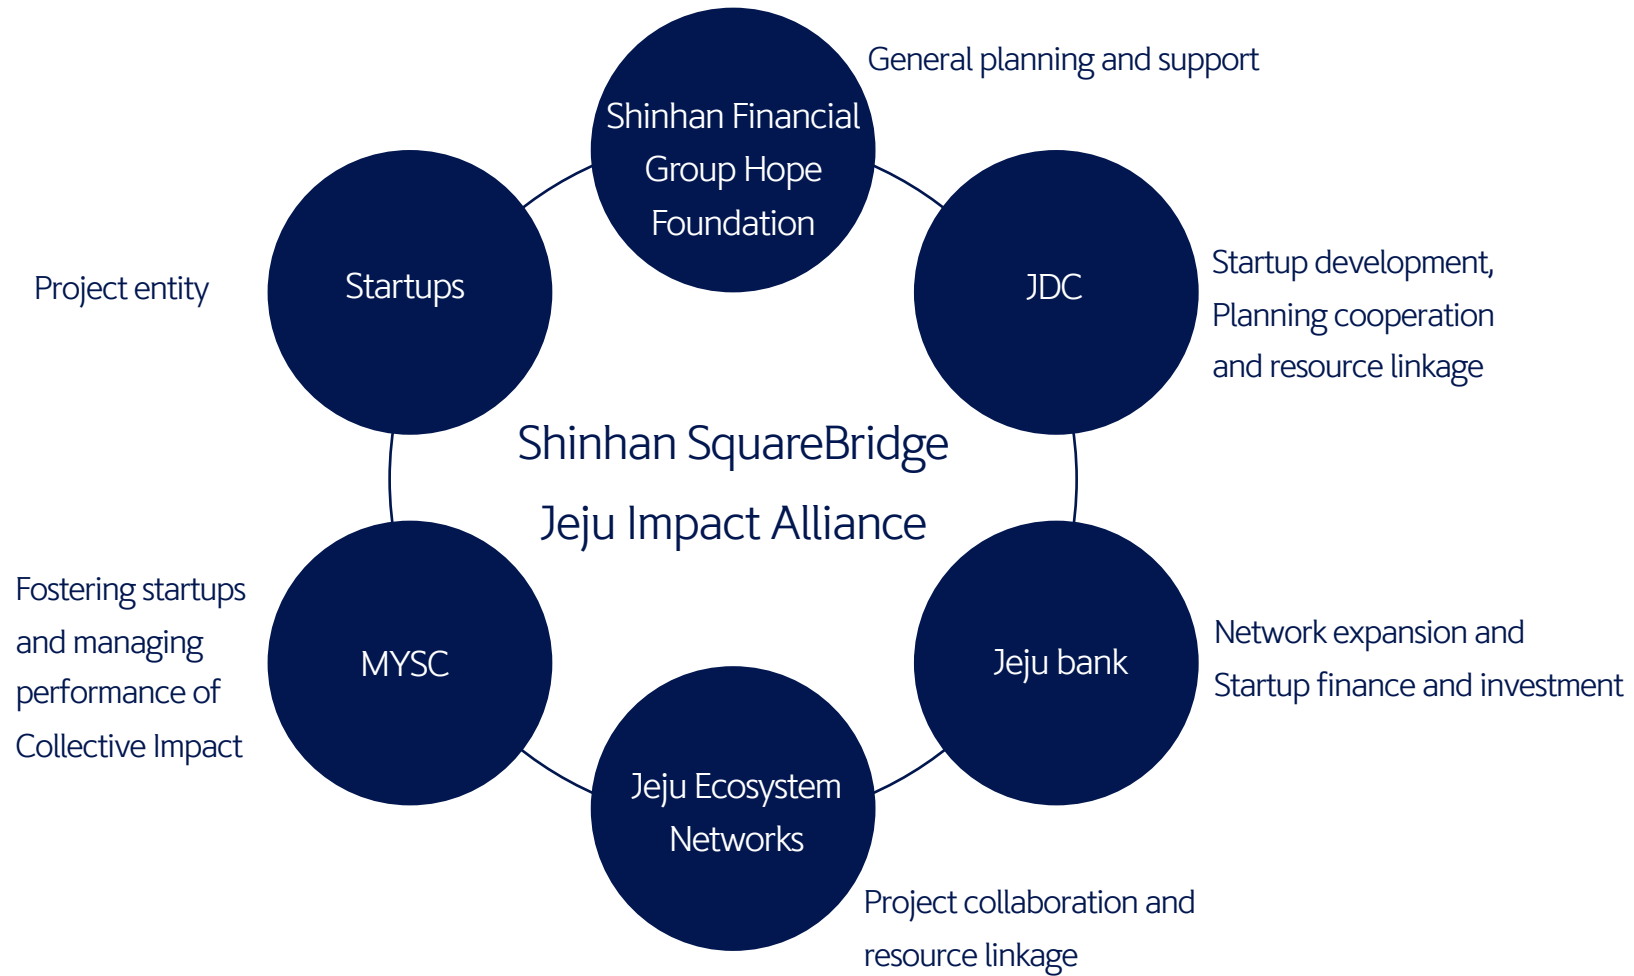 General planning and support
Shinhan Financial
Group Hope
Foundation
Startups
Project entity
JDC
Startup development,
Planning cooperation
and resource linkage
Shinhan SquareBridge
Jeju Impact Alliance
Fostering startups
and managing
performance of
Collective Impact
MYSC
Jeju bank
Network expansion and
Startup finance and investment
Jeju Ecosystem
Networks
Project collaboration and
resource linkage